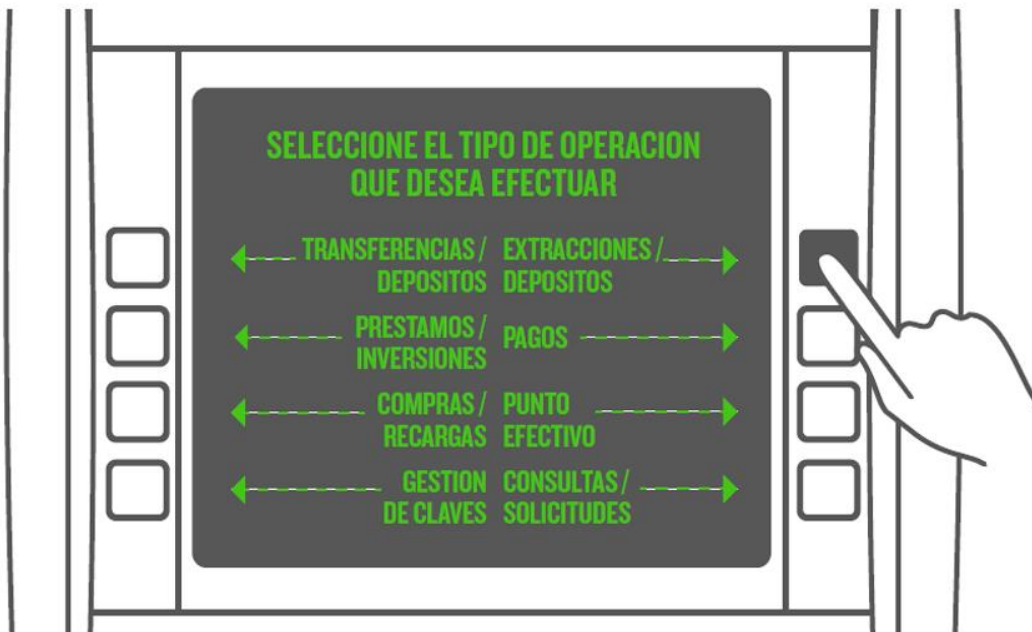 SELECCIONE EL TIPO DE OPERACION
QUE DESEA EFECTUAR
TRANSFERENCIAS /
DEPOSITOS
EXTRACCIONES /
DEPOSITOS
PRESTAMOS /
INVERSIONES
PAGOS
COMPRAS /
RECARGAS
PUNTO
EFECTIVO
GESTION
DE CLAVES
CONSULTAS /
SOLICITUDES